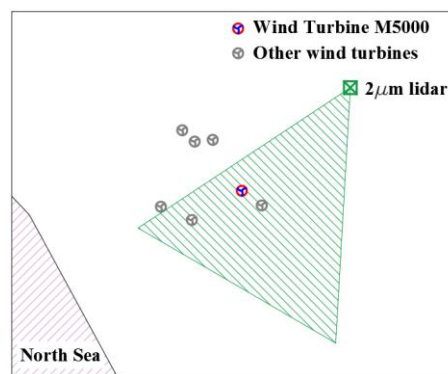 Wind Turbine M5000
Other wind turbines
2μm lidar
North Sea